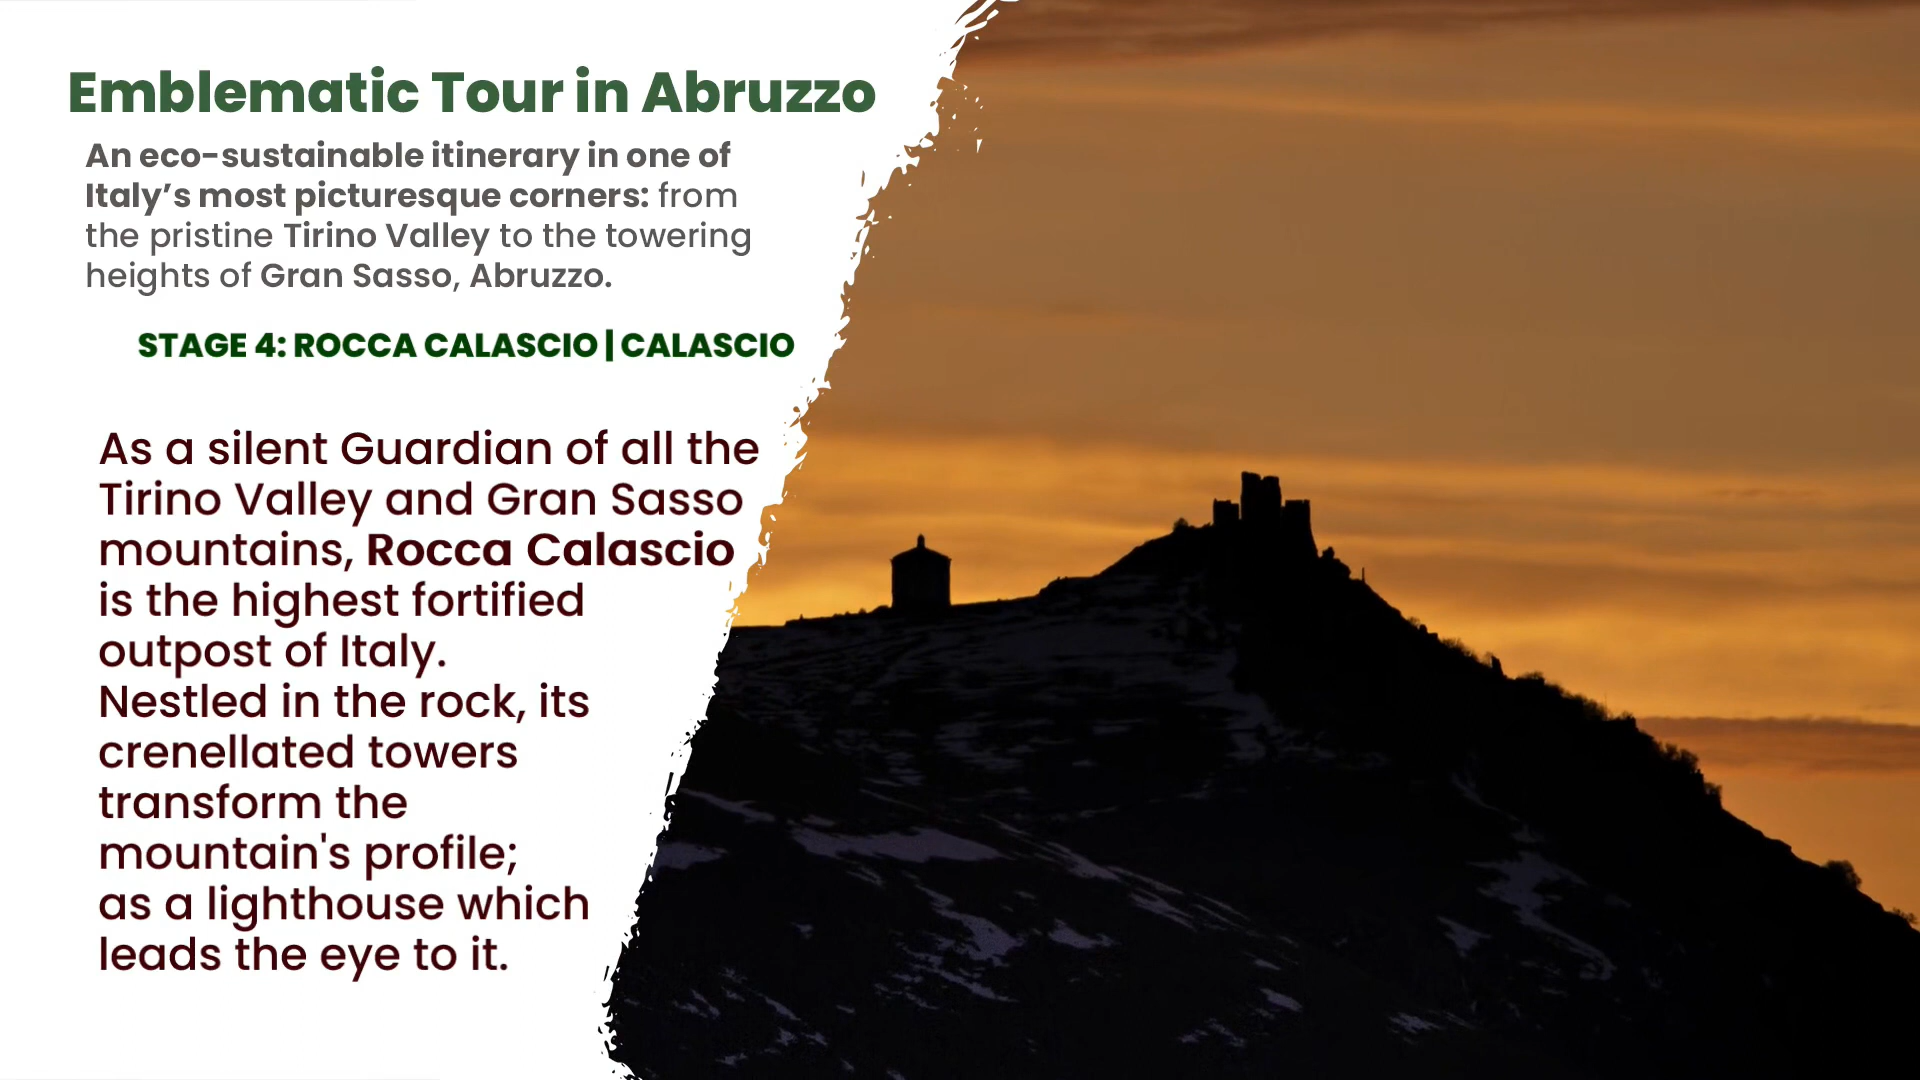 Emblematic Tour in Abruzzo
An eco-sustainable itinerary in one of
Italy’s most picturesque corners: from
the pristine Tirino Valley to the towering
heights of Gran Sasso, Abruzzo.
STAGE 4: ROCCA CALASCIO | CALASCIO
As a silent Guardian of all the
Tirino Valley and Gran Sasso
mountains, Rocca Calascio
is the highest fortified
outpost of Italy.
Nestled in the rock, its
crenellated towers
transform the
mountain's profile;
as a lighthouse which
leads the eye to it.